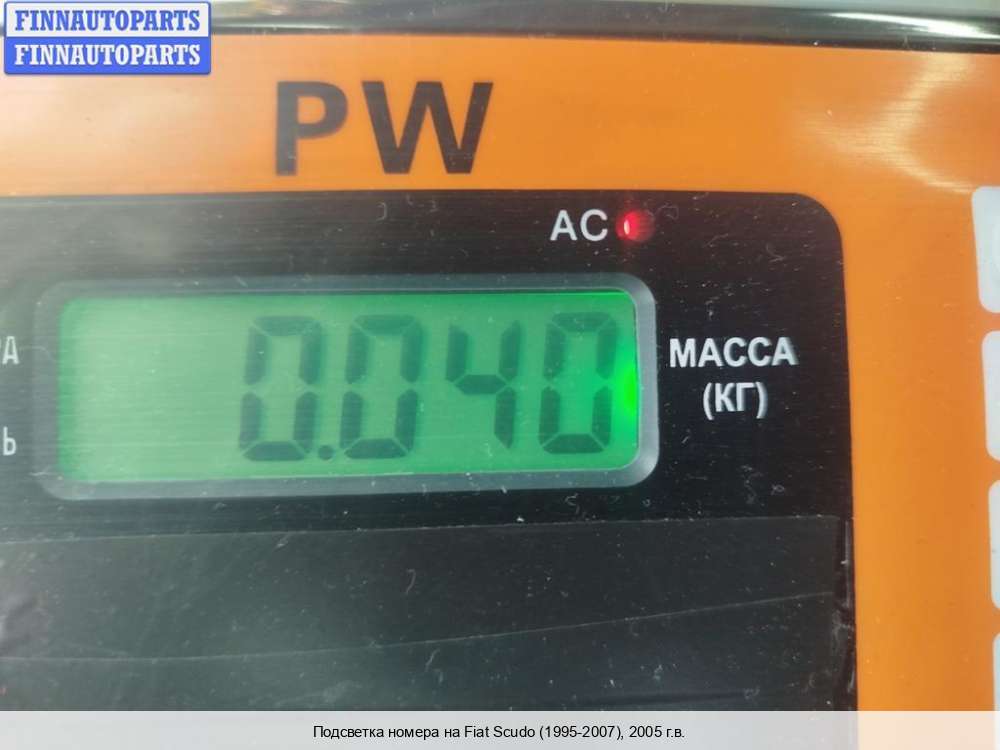 FINNAUTOPARTS
FINNAUTOPARTS
PW
AC
0.040
МАССА
(КГ)
Подсветка номера на Fiat Scudo (1995-2007), 2005 г.в.